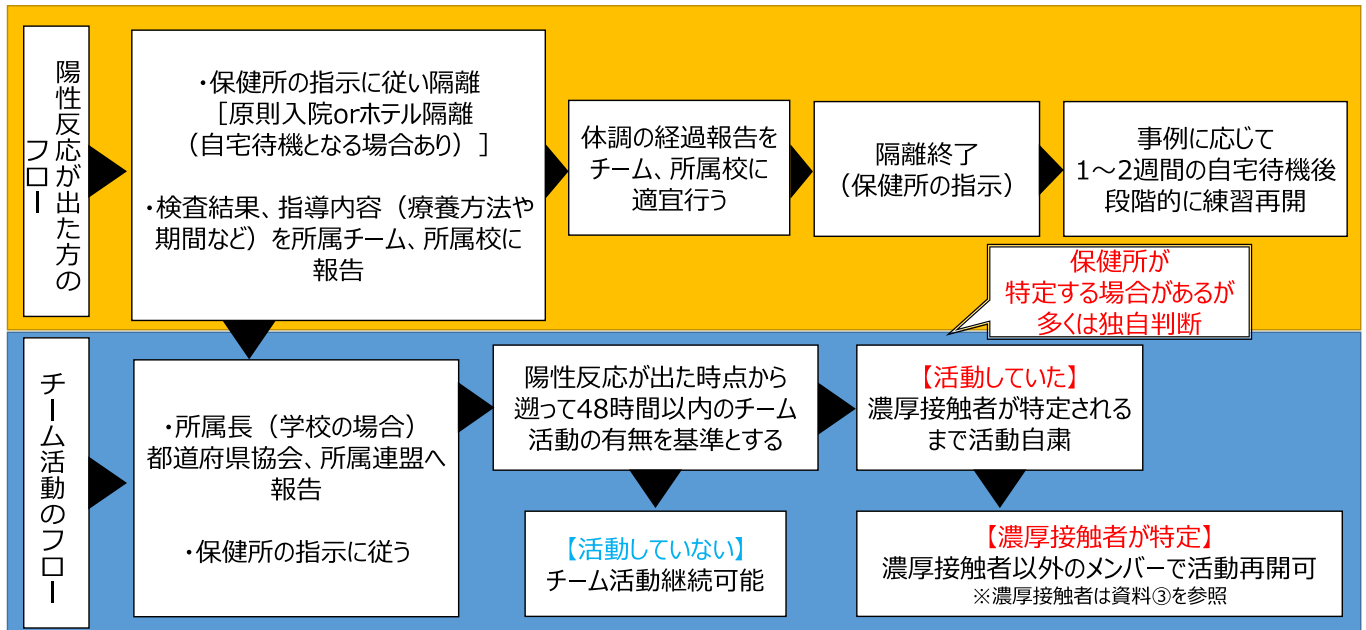 陽性反応が出た方の
フロー
・保健所の指示に従い隔離
［原則入院orホテル隔離
（自宅待機となる場合あり）］
・検査結果、指導内容（療養方法や
期間など）を所属チーム、所属校に
報告
体調の経過報告を
チーム、所属校に
適宜行う
隔離終了
（保健所の指示）
事例に応じて
1～2週間の自宅待機後
段階的に練習再開
保健所が
特定する場合があるが
多くは独自判断
チーム活動のフロー
・所属長（学校の場合）
都道府県協会、所属連盟へ
報告
・保健所の指示に従う
陽性反応が出た時点から
遡って48時間以内のチーム
活動の有無を基準とする
【活動していた】
濃厚接触者が特定される
まで活動自粛
【活動していない】
チーム活動継続可能
【濃厚接触者が特定】
濃厚接触者以外のメンバーで活動再開可
※濃厚接触者は資料③を参照